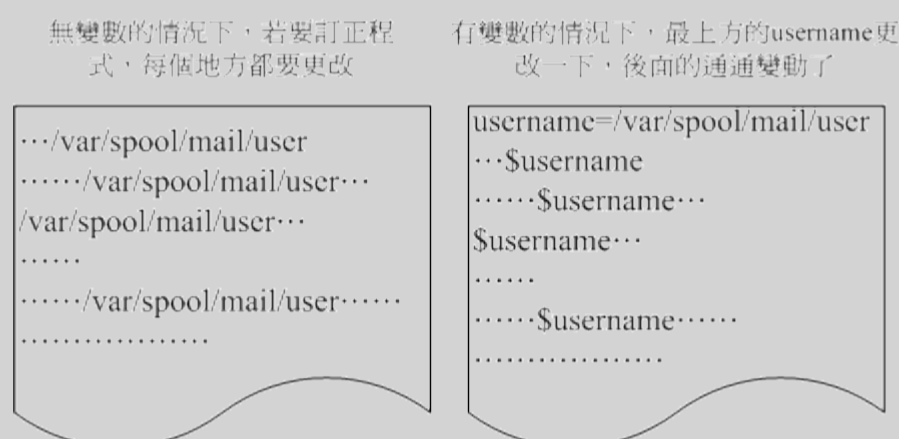 無變數的情況下，若要訂正程
式，每個地方都要更改
…/var/spool/mail/user
……/var/spool/mail/user…
/var/spool/mail/user…
……
……/var/spool/mail/user……
………………
有變數的情況下，最上方的username更
改一下，後面的通通變動了
username=/var/spool/mail/user
…$username
……$username…
$username…
……
……$username……
………………